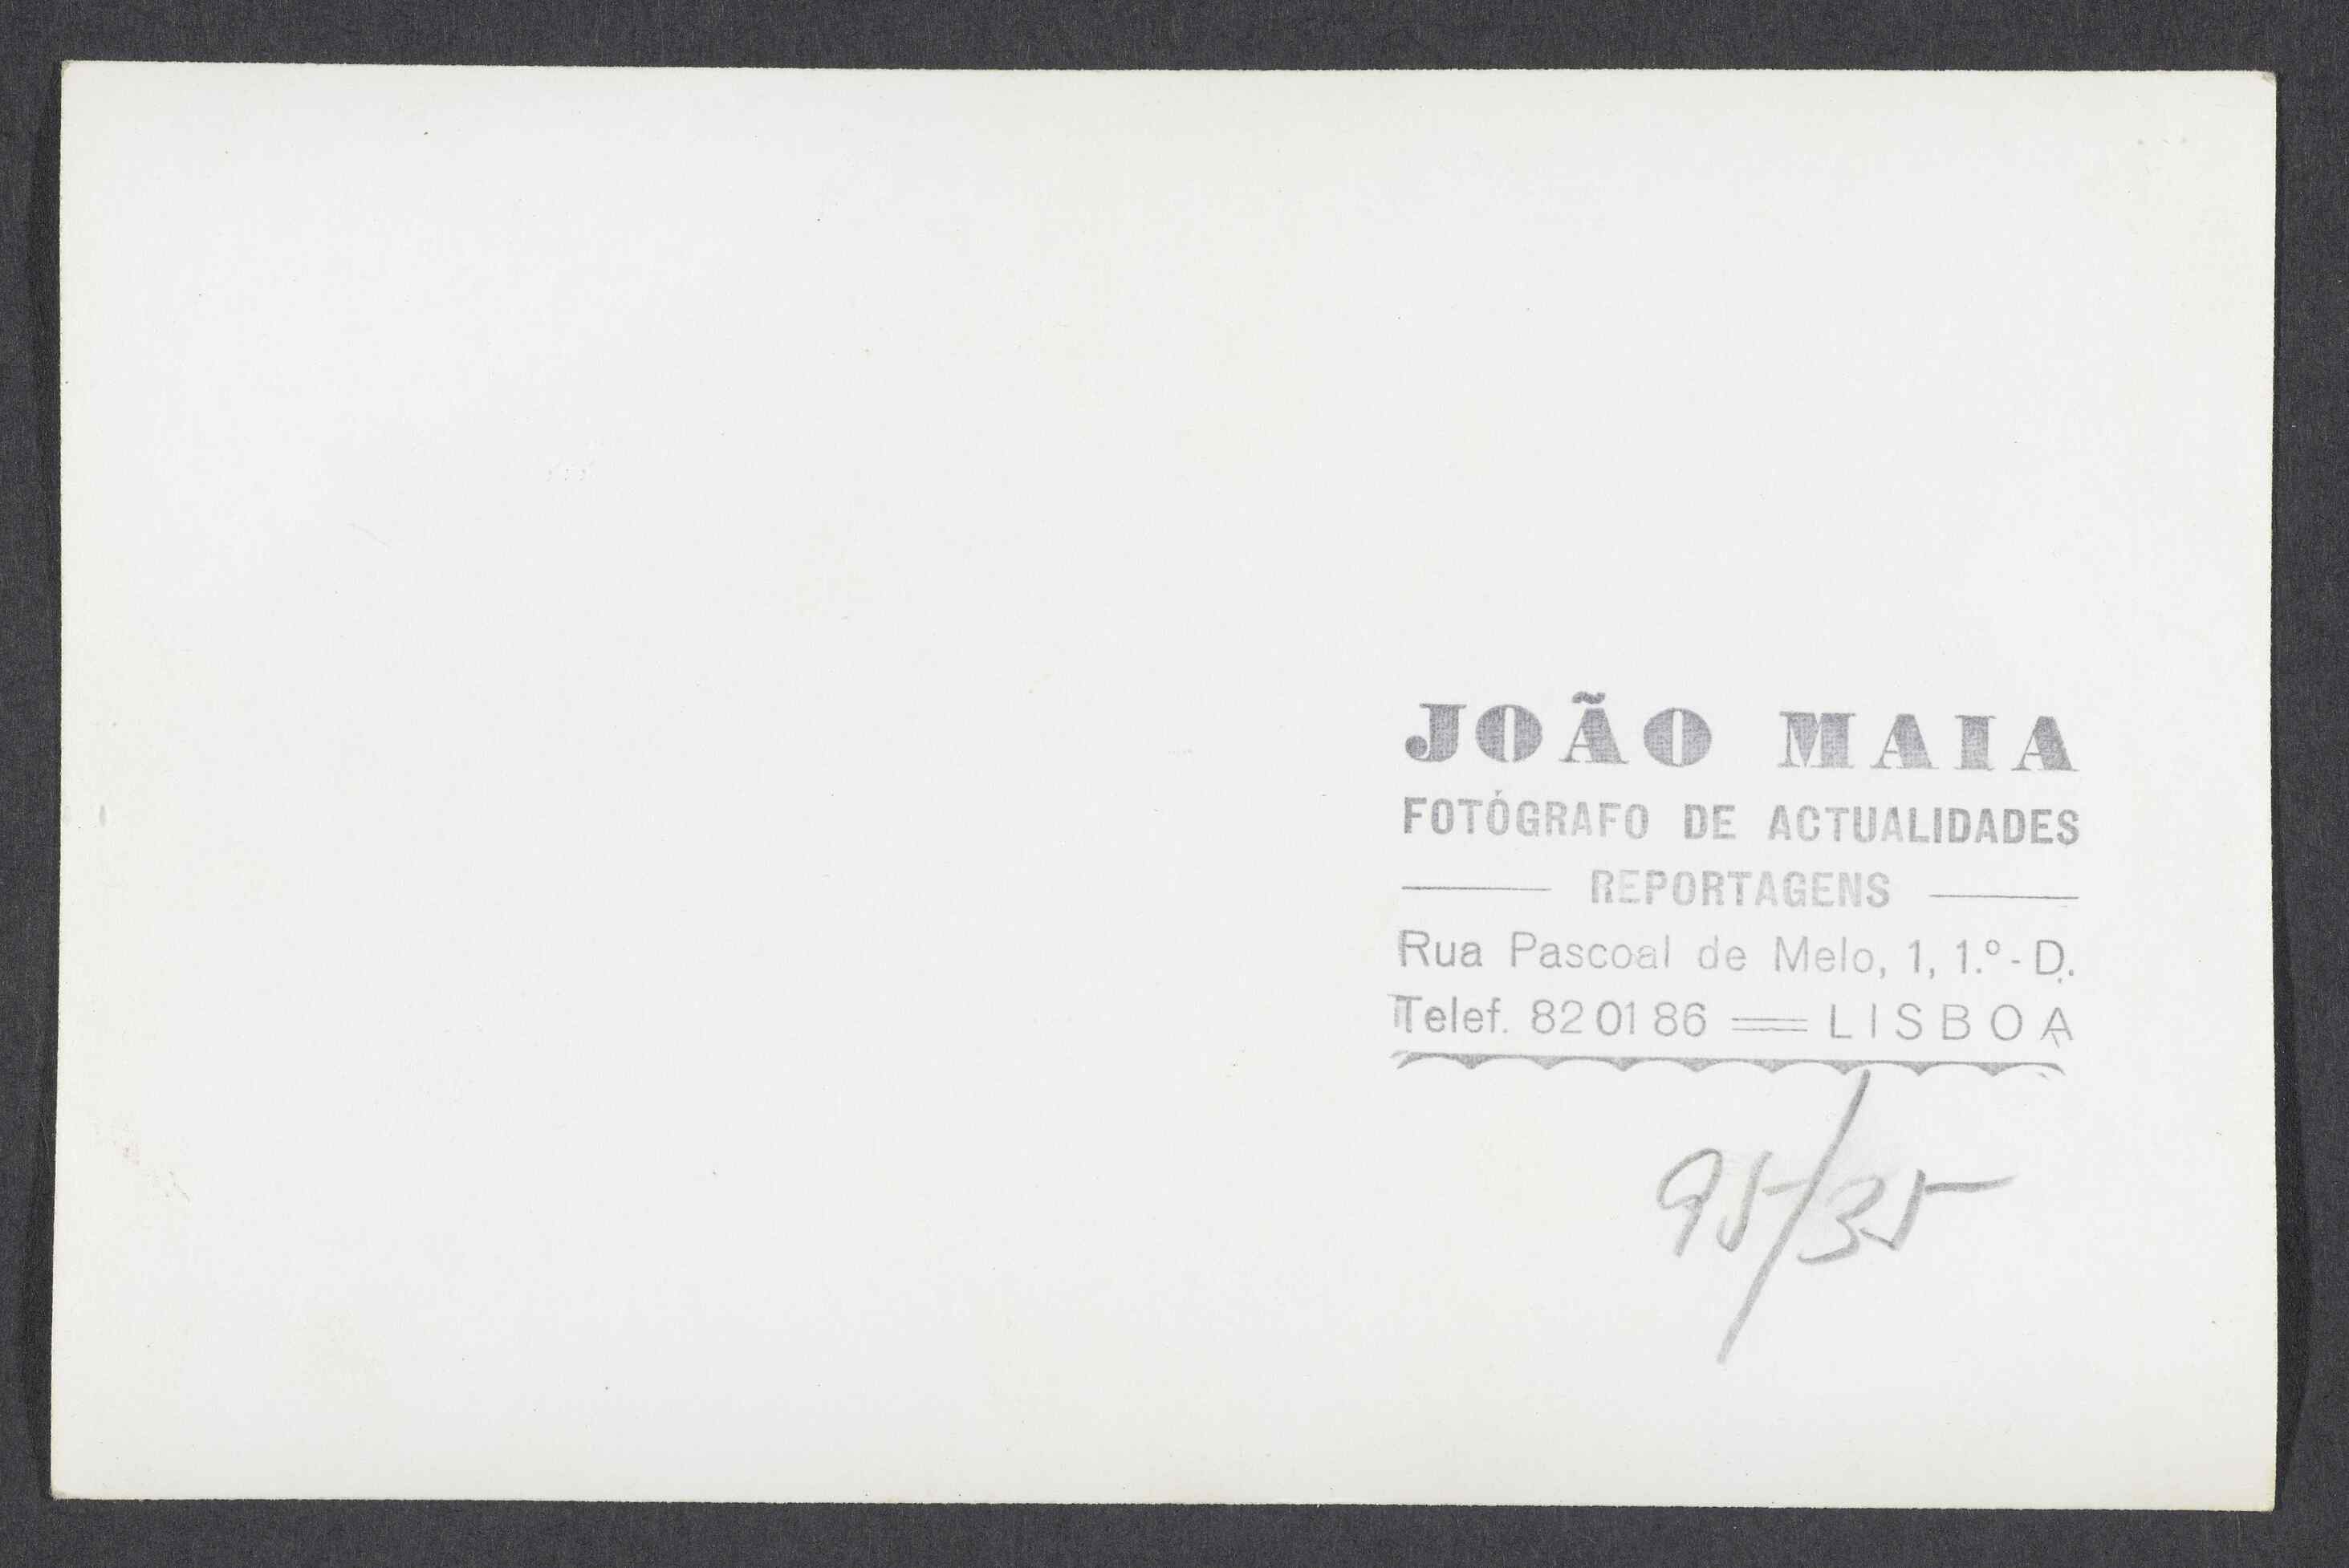 JOÃO MAIA
FOTÓGRAFO DE ACTUALIDADES
REPORTAGENS
Rua Pascoal de Melo, 1, 1.º - D.
Telef. 82 01 86 == LISBOA
95/35